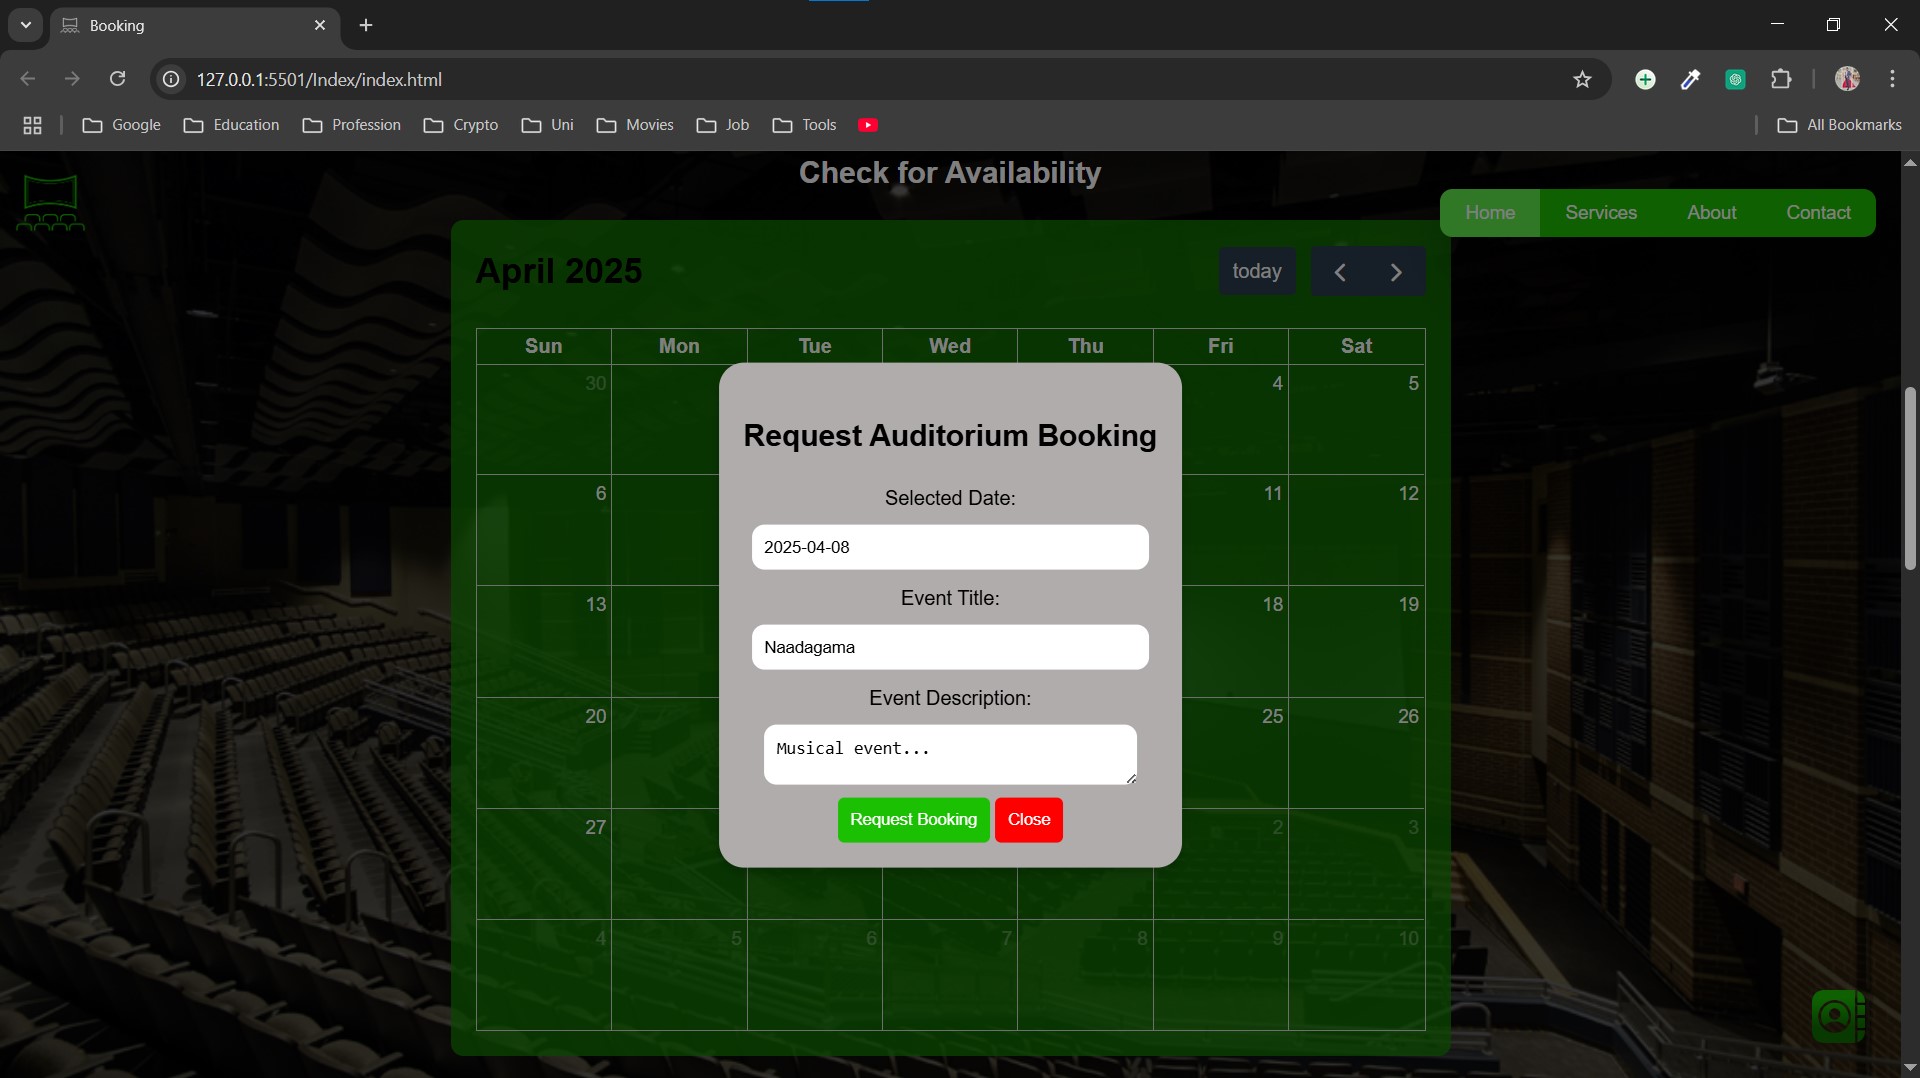 Booking
127.0.0.1:5501/Index/index.html
Google Education Profession Crypto Uni Movies Job Tools All Bookmarks
Check for Availability
Home Services About Contact
April 2025
today
Sun Mon Tue Wed Thu Fri Sat
30 4 5
6 11 12
13 18 19
20 25 26
27 2 3
4 5 6 7 8 9 10
Request Auditorium Booking
Selected Date:
2025-04-08
Event Title:
Naadagama
Event Description:
Musical event...
Request Booking Close